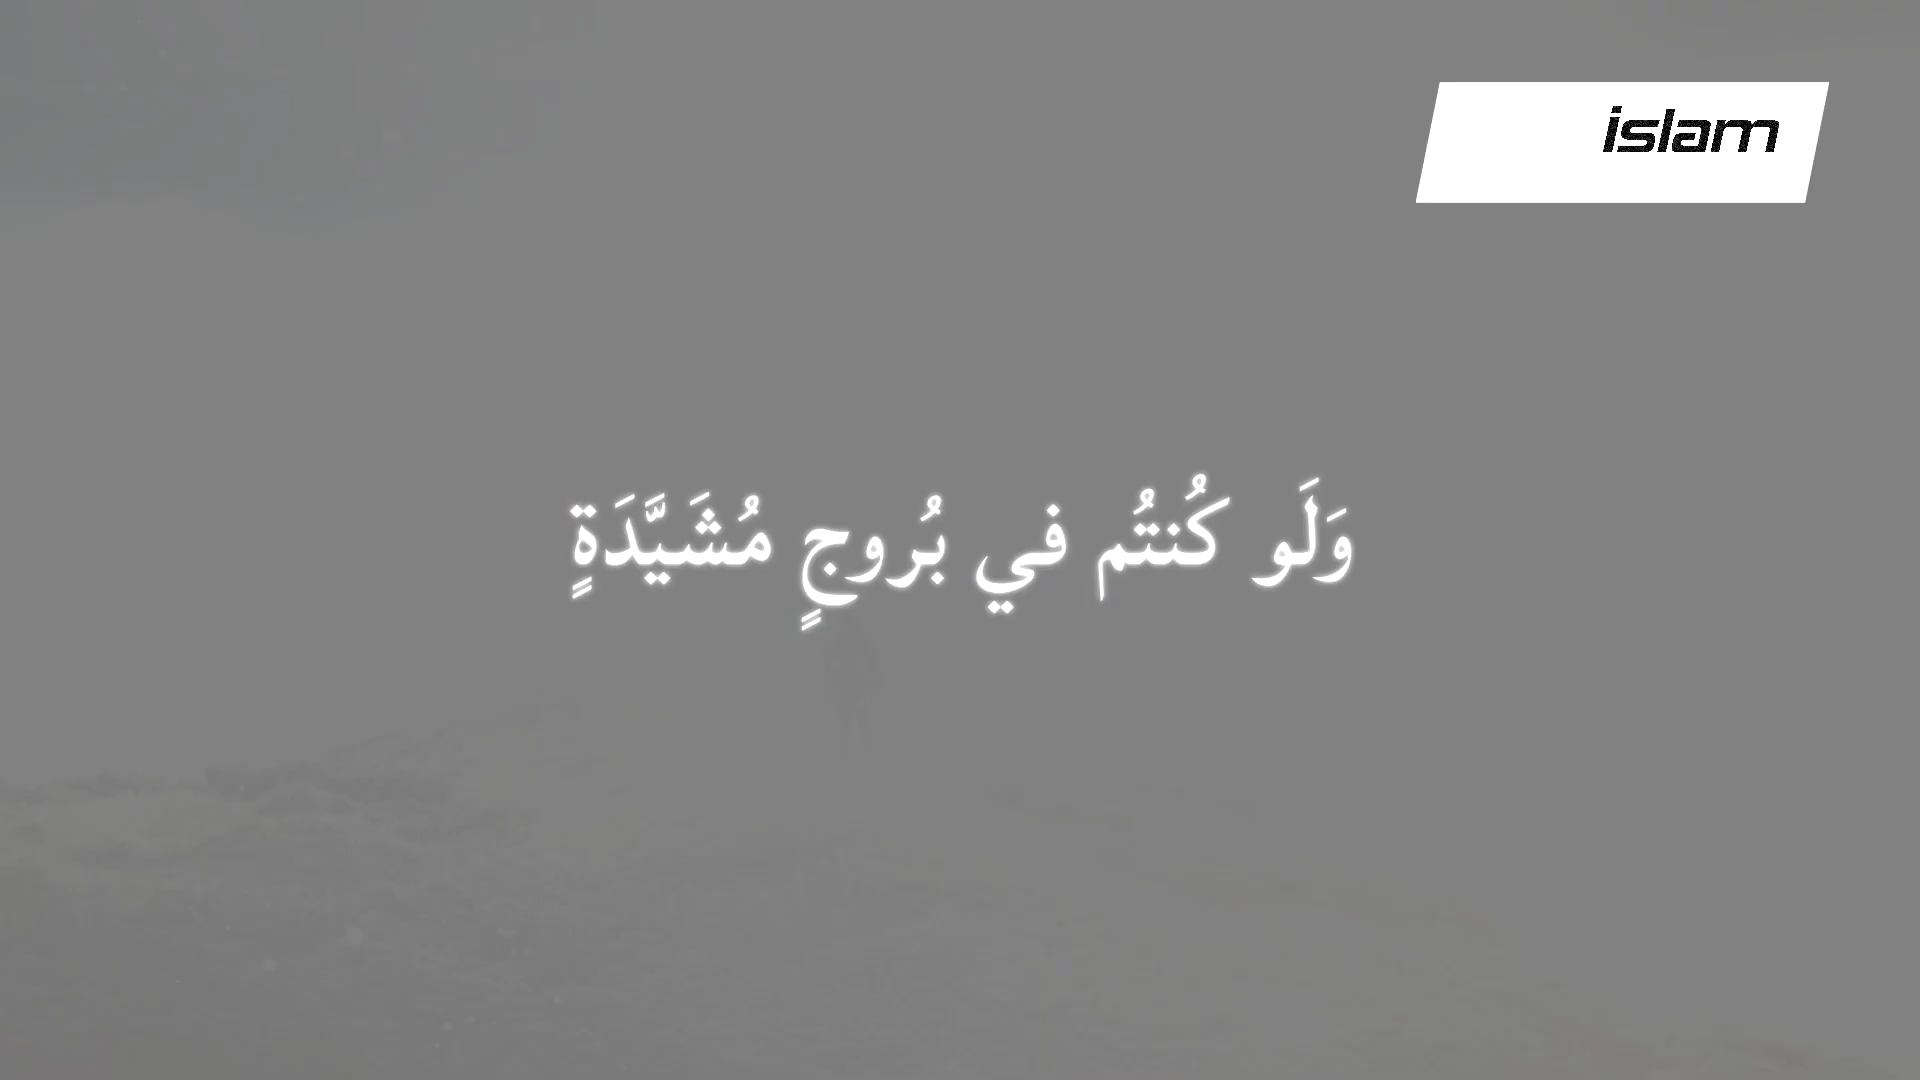 islam
وَلَو كُنتُم في بُروجٍ مُشَيَّدَةٍ